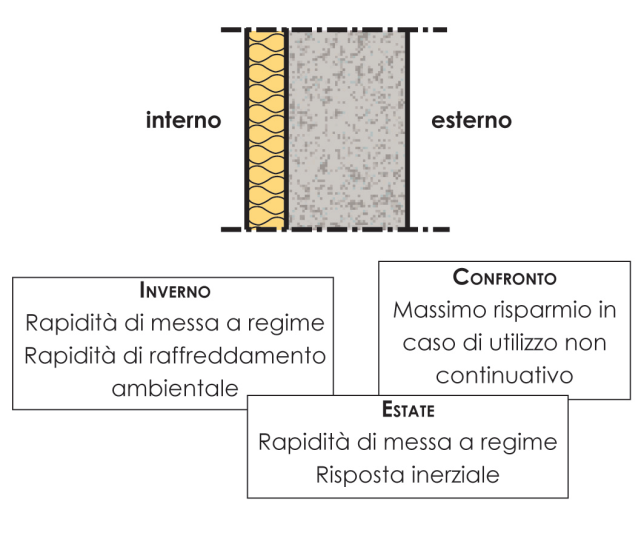 interno
esterno
INVERNO
Rapidità di messa a regime
Rapidità di raffreddamento
ambientale
CONFRONTO
Massimo risparmio in
caso di utilizzo non
continuativo
ESTATE
Rapidità di messa a regime
Risposta inerziale